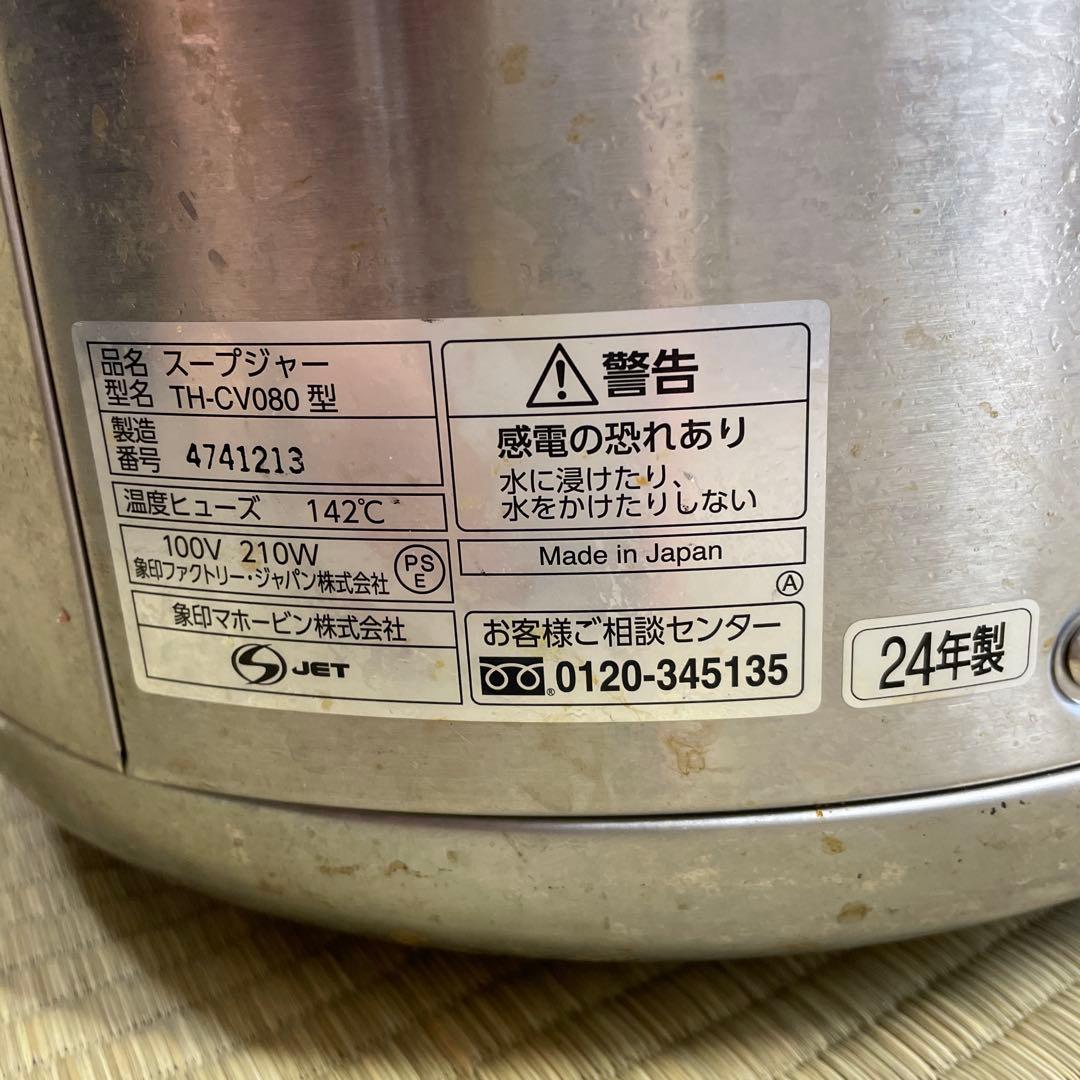 品名 スープジャー
型名 TH-CV080 型
製造
番号 4741213
温度ヒューズ 142℃
100V 210W
象印ファクトリー・ジャパン株式会社
PS
E
象印マホービン株式会社
S JET
警告
感電の恐れあり
水に浸けたり、
水をかけたりしない
Made in Japan
A
お客様ご相談センター
® 0120-345135
24年製